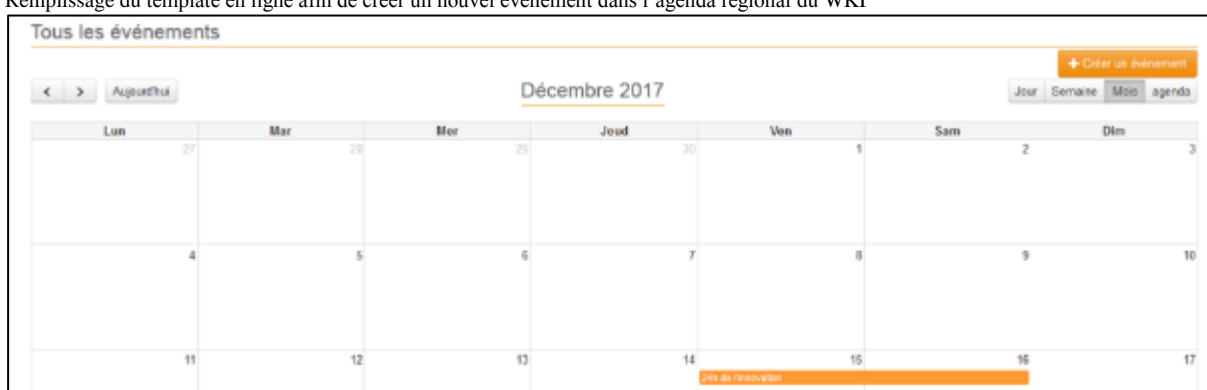 Remplissage du template en ligne afin de créer un nouvel événement dans l'agenda régional du WKI
Tous les événements
+ Créer un événement
< > Aujourd'hui
Décembre 2017
Jour Semaine Mois agenda
Lun Mar Mer Jeud Ven Sam Dim
27 28 29 30 1 2 3
4 5 6 7 8 9 10
11 12 13 14 15 16 17
24h de l'innovation